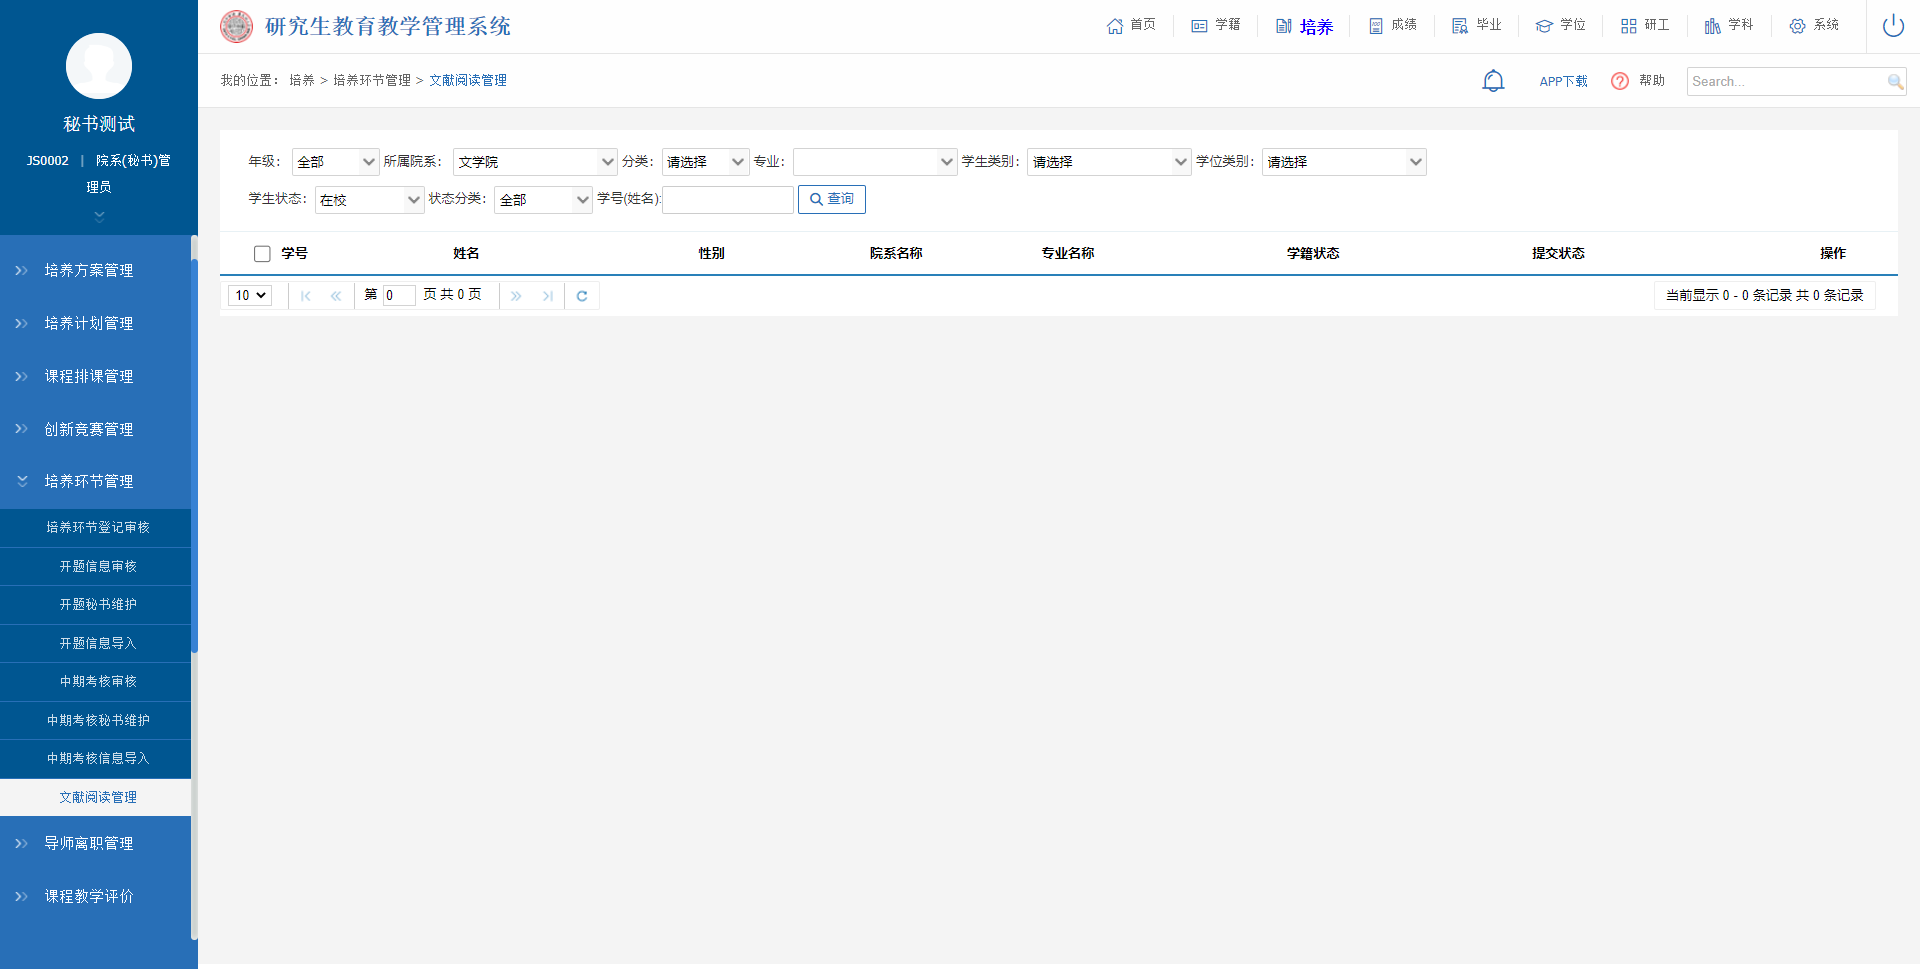 研究生教育教学管理系统
首页
学籍
培养
成绩
毕业
学位
研工
学科
系统
秘书测试
JS0002 | 院系(秘书)管
理员
我的位置： 培养 > 培养环节管理 > 文献阅读管理
APP下载
帮助
Search...
培养方案管理
培养计划管理
课程排课管理
创新竞赛管理
培养环节管理
培养环节登记审核
开题信息审核
开题秘书维护
开题信息导入
中期考核审核
中期考核秘书维护
中期考核信息导入
文献阅读管理
导师离职管理
课程教学评价
年级： 全部 所属院系： 文学院 分类： 请选择 专业： 学生类别： 请选择 学位类别： 请选择
学生状态： 在校 状态分类： 全部 学号(姓名): 查询
学号 姓名 性别 院系名称 专业名称 学籍状态 提交状态 操作
10 第 0 页 共 0 页 当前显示 0 - 0 条记录 共 0 条记录